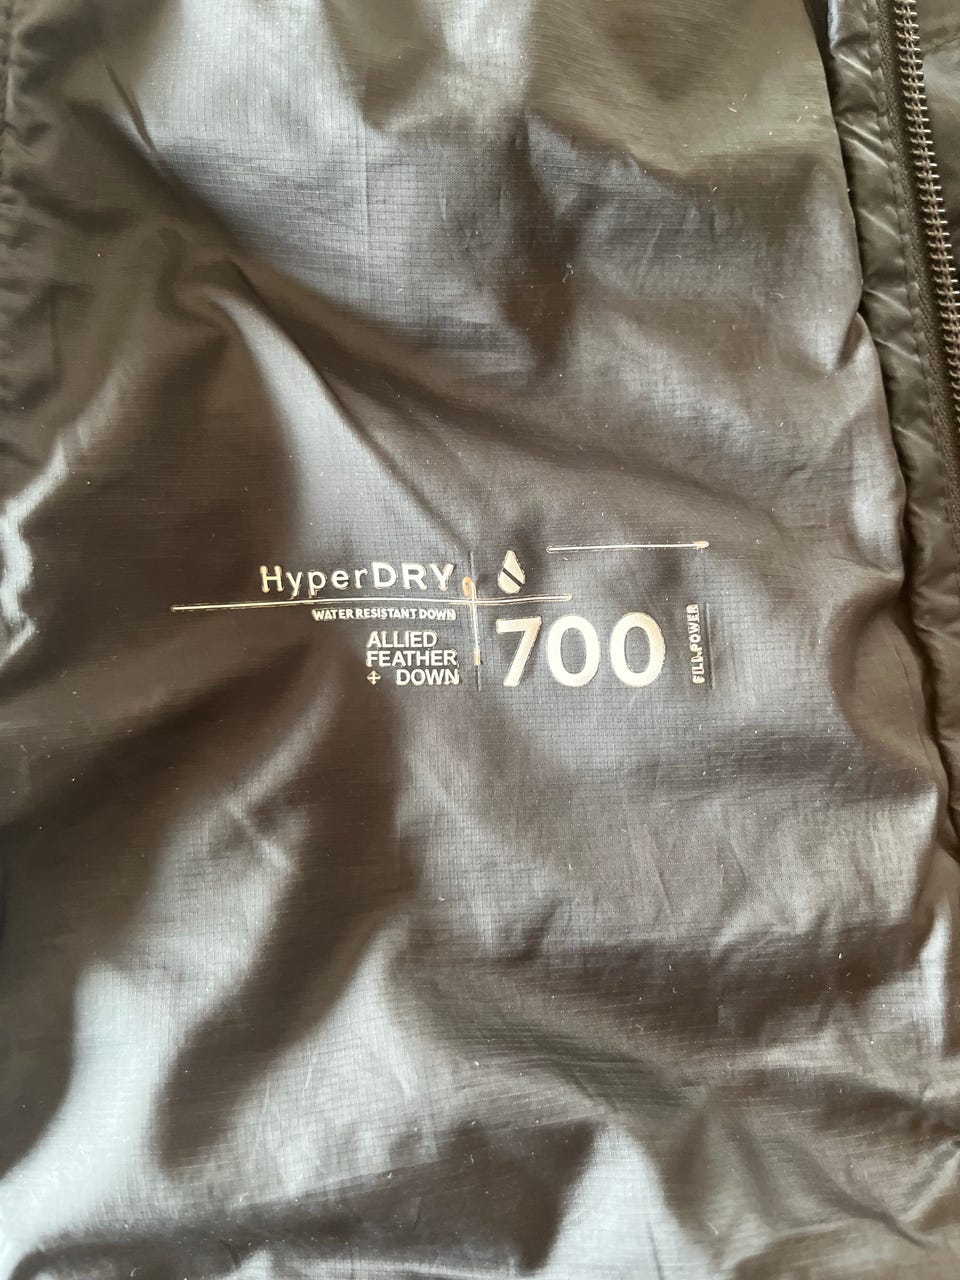 HyperDRY
WATER RESISTANT DOWN
ALLIED
FEATHER
+ DOWN
700
FILL POWER